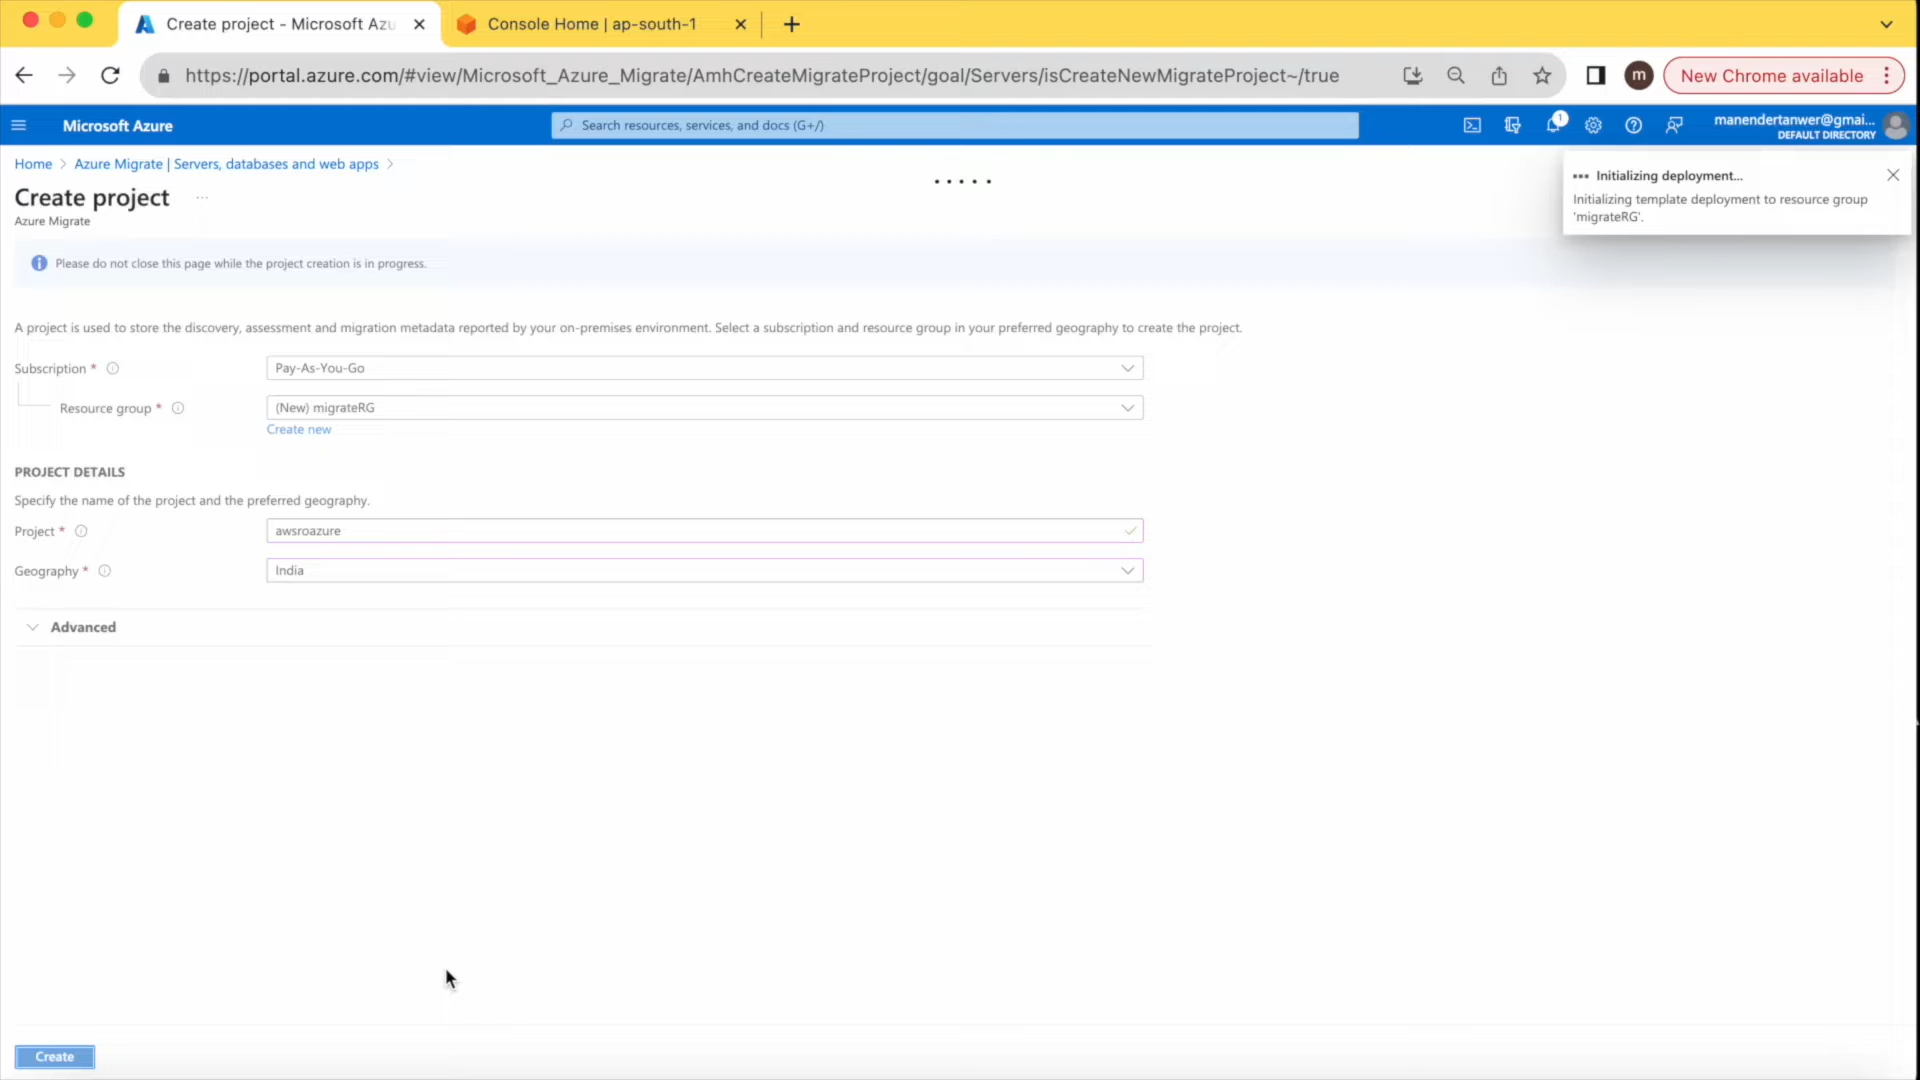 Create project - Microsoft Azu
Console Home | ap-south-1
https://portal.azure.com/#view/Microsoft_Azure_Migrate/AmhCreateMigrateProject/goal/Servers/isCreateNewMigrateProject~/true
m
New Chrome available
Microsoft Azure
Search resources, services, and docs (G+/)
1
manendertanwer@gmai...
DEFAULT DIRECTORY
Home > Azure Migrate | Servers, databases and web apps >
Create project ...
Azure Migrate
Initializing deployment...
Initializing template deployment to resource group
'migrateRG'.
Please do not close this page while the project creation is in progress.
A project is used to store the discovery, assessment and migration metadata reported by your on-premises environment. Select a subscription and resource group in your preferred geography to create the project.
Subscription *
Pay-As-You-Go
Resource group *
(New) migrateRG
Create new
PROJECT DETAILS
Specify the name of the project and the preferred geography.
Project *
awsroazure
Geography *
India
Advanced
Create